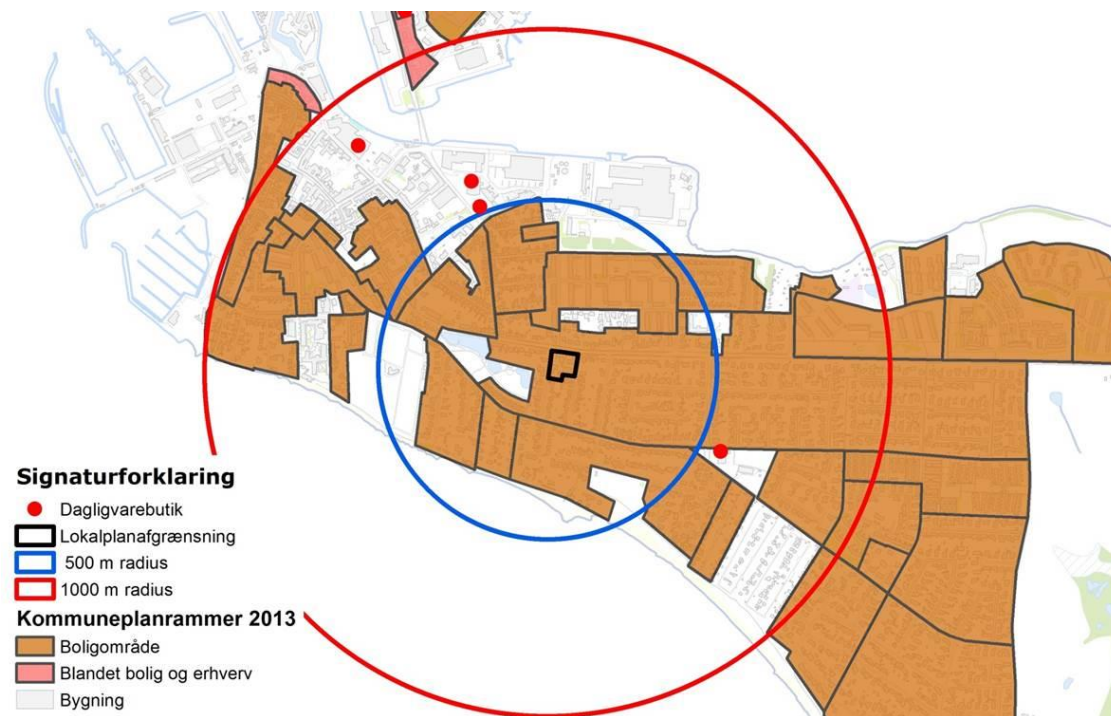 Signaturforklaring
Dagligvarebutik
Lokalplanafgrænsning
500 m radius
1000 m radius
Kommuneplanrammer 2013
Boligområde
Blandet bolig og erhverv
Bygning